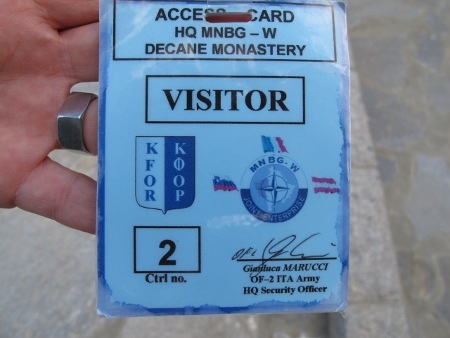 ACCESS CARD
HQ MNBG – W
DECANE MONASTERY
VISITOR
KFOR
ΚΦΟΡ
MNBG-W
JOINT ENTERPRISE
2
Ctrl no.
Gianluca MARUCCI
OF–2 ITA Army
HQ Security Officer